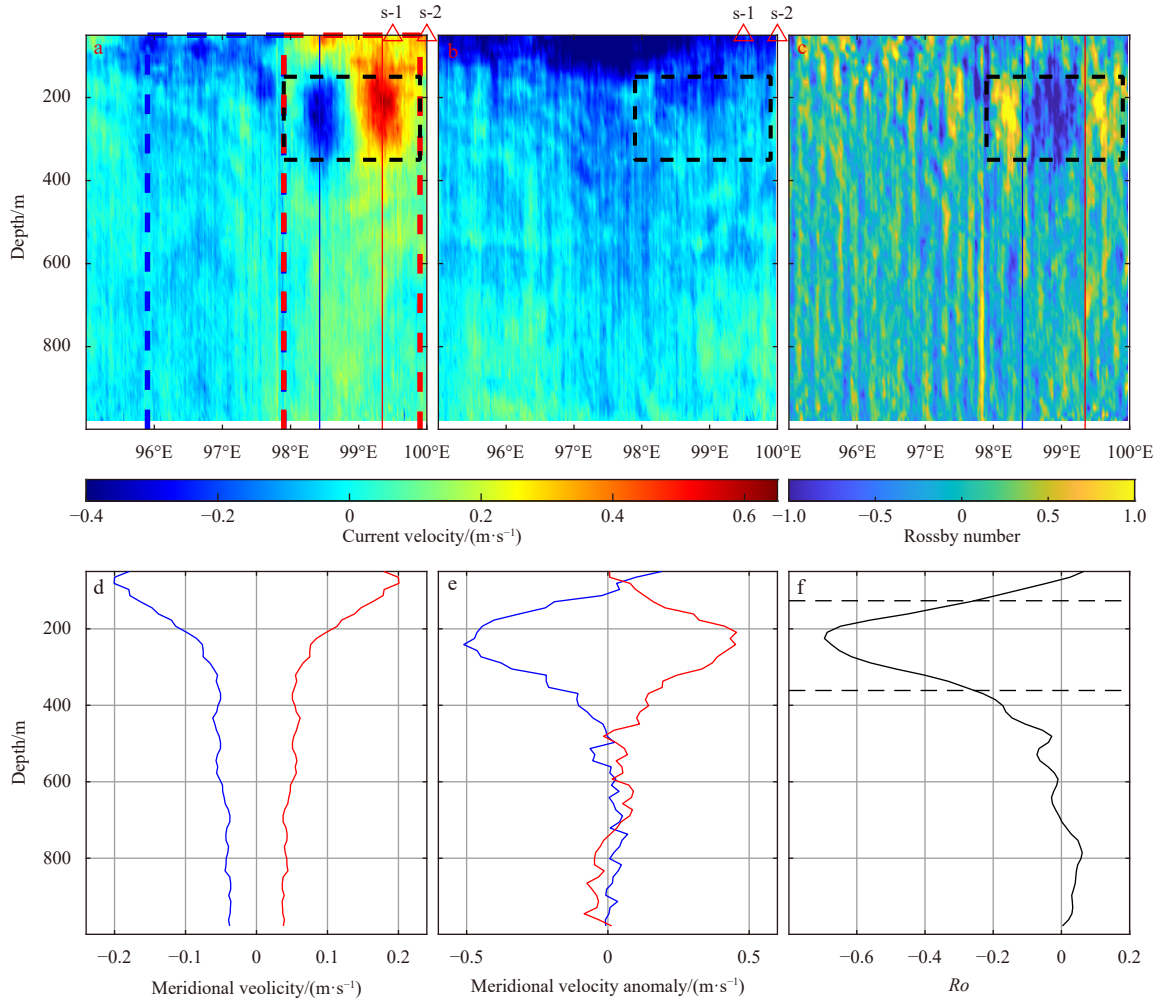 s-1 s-2 s-1 s-2
a b c
Depth/m
200
400
600
800
96°E 97°E 98°E 99°E 100°E 96°E 97°E 98°E 99°E 100°E 96°E 97°E 98°E 99°E 100°E
−0.4 −0.2 0 0.2 0.4 0.6 −1.0 −0.5 0 0.5 1.0
Current velocity/(m·s⁻¹) Rossby number
d e f
Depth/m
200
400
600
800
−0.2 −0.1 0 0.1 0.2 −0.5 0 0.5 −0.6 −0.4 −0.2 0 0.2
Meridional veolicity/(m·s⁻¹) Meridional velocity anomaly/(m·s⁻¹) Ro